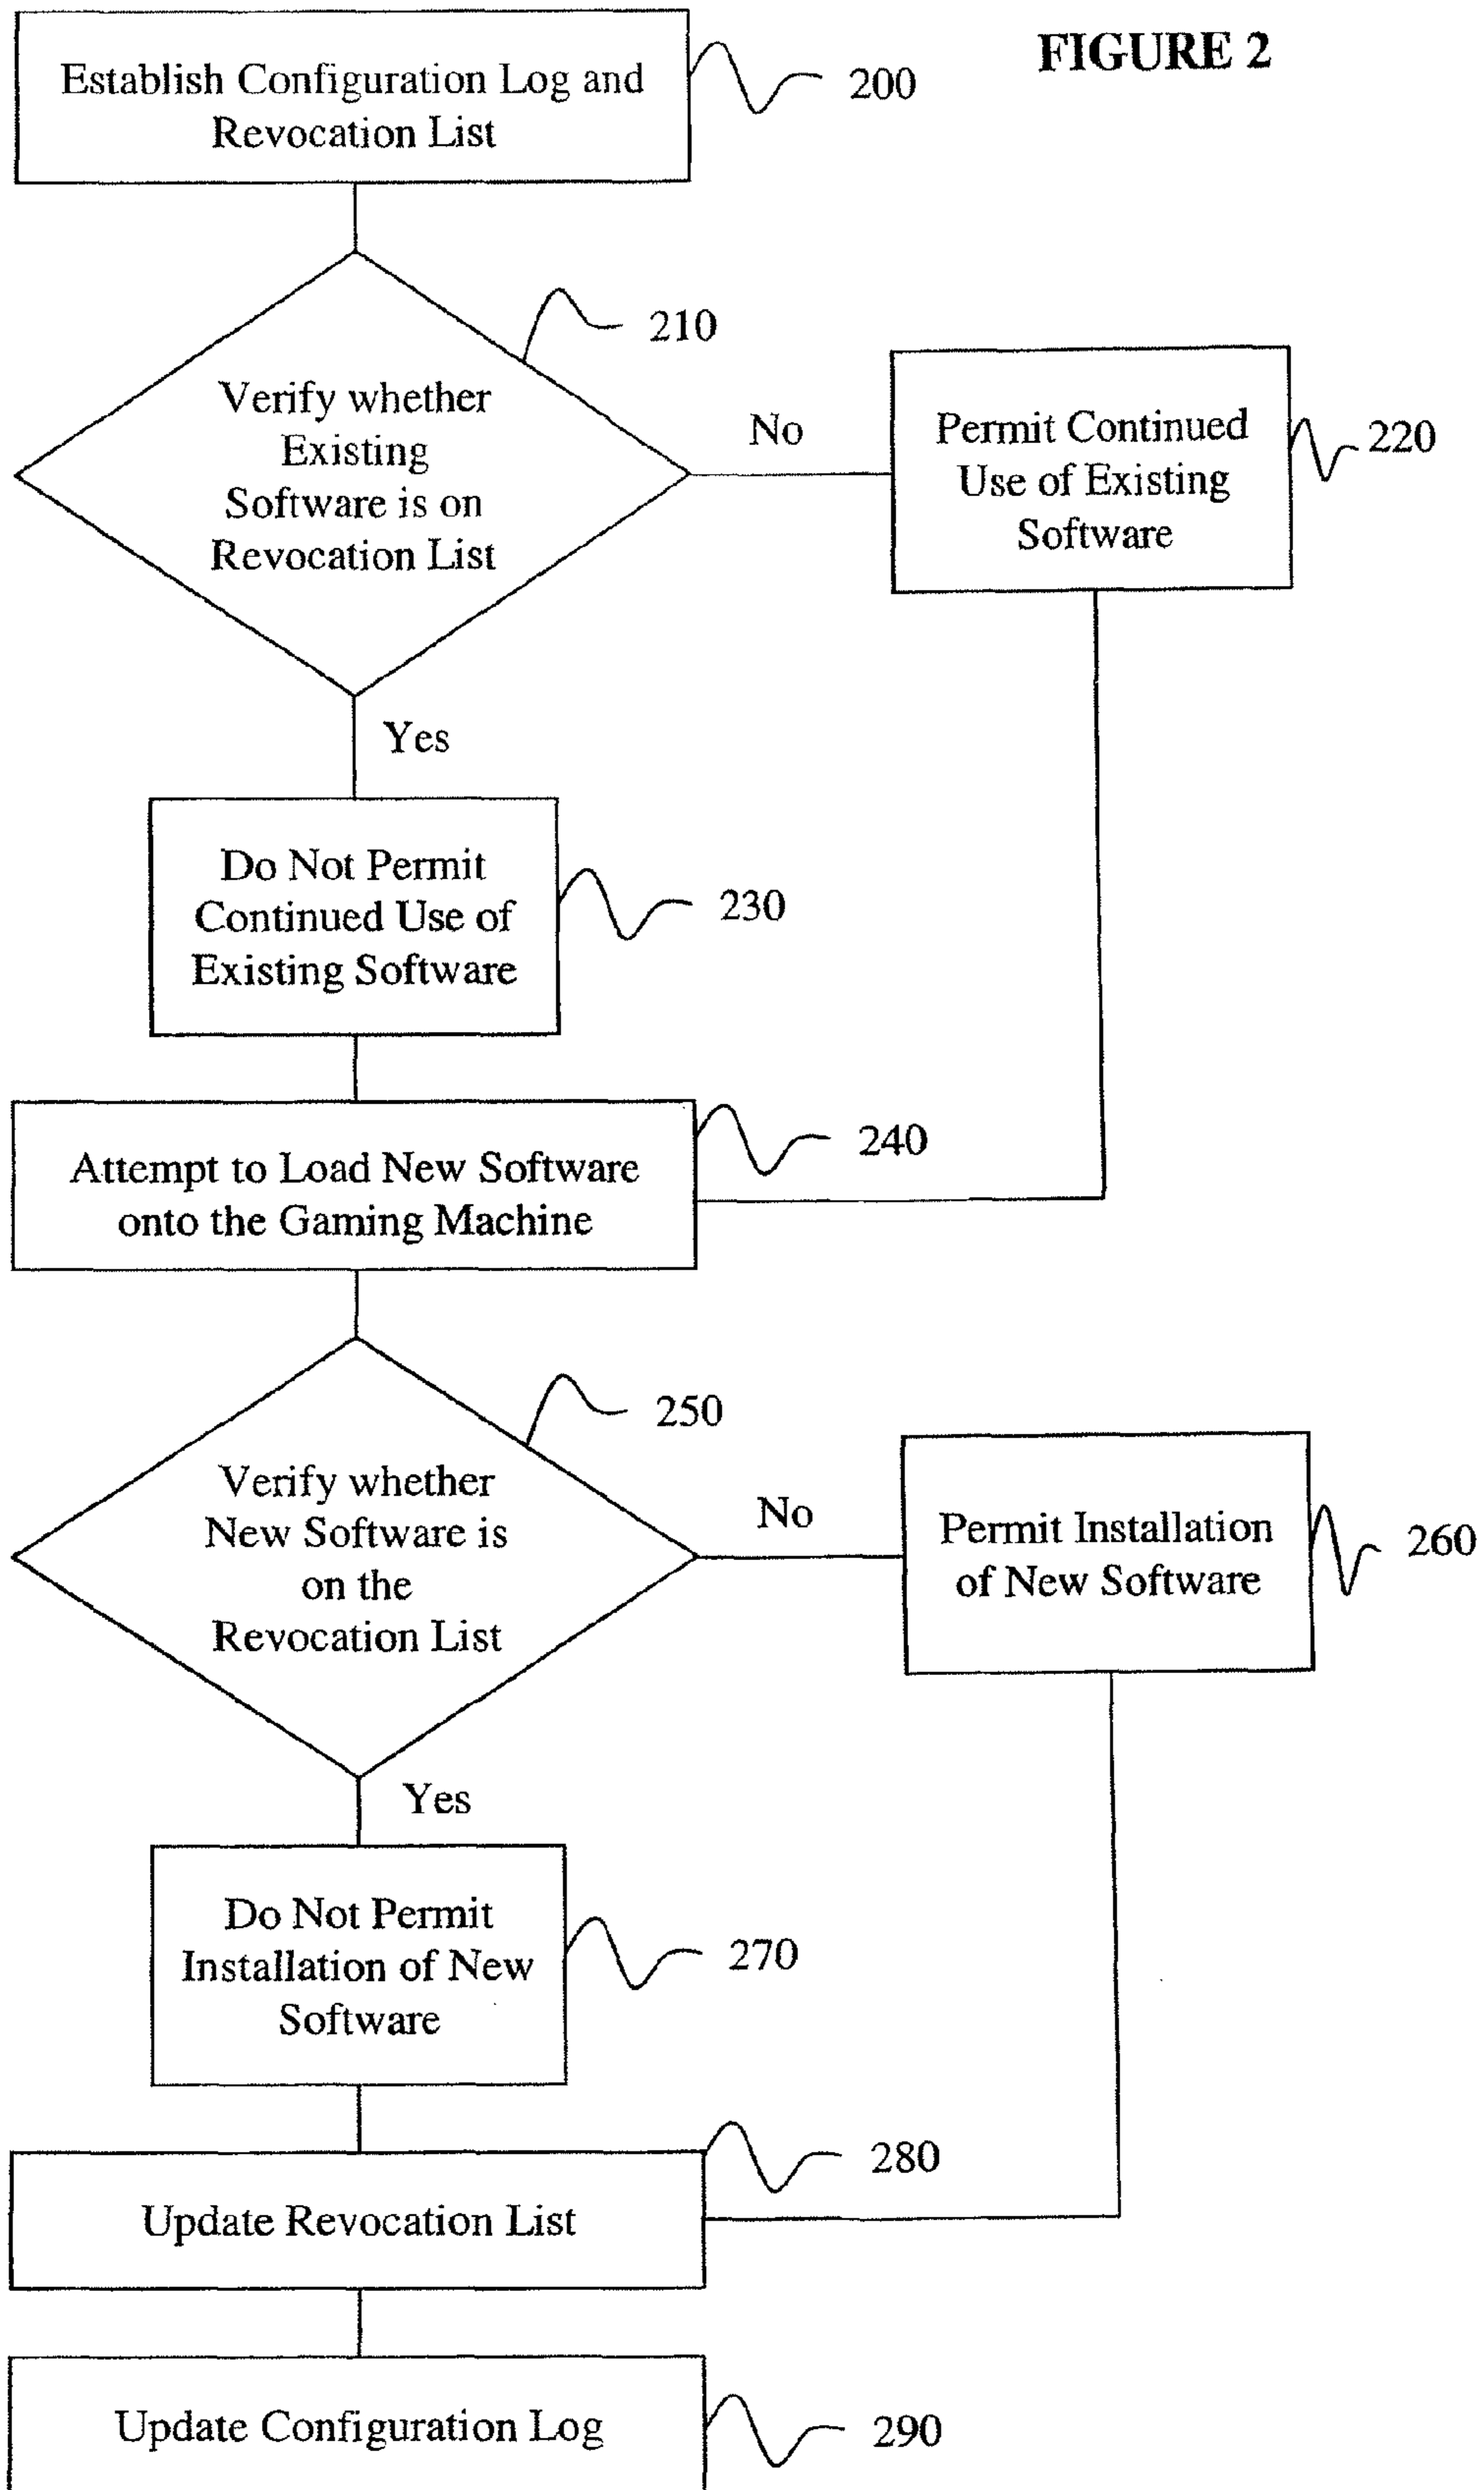 FIGURE 2
Establish Configuration Log and
Revocation List
200
210
Verify whether
Existing
Software is on
Revocation List
No
Permit Continued
Use of Existing
Software
220
Yes
Do Not Permit
Continued Use of
Existing Software
230
Attempt to Load New Software
onto the Gaming Machine
240
250
Verify whether
New Software is
on the
Revocation List
No
Permit Installation
of New Software
260
Yes
Do Not Permit
Installation of New
Software
270
280
Update Revocation List
Update Configuration Log
290